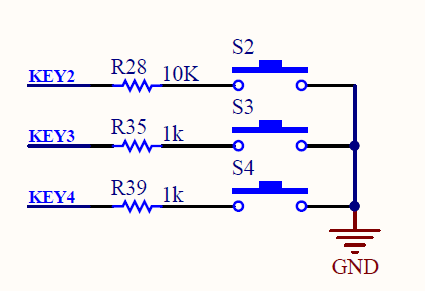 S2
KEY2 R28 10K
S3
KEY3 R35 1k
S4
KEY4 R39 1k
GND